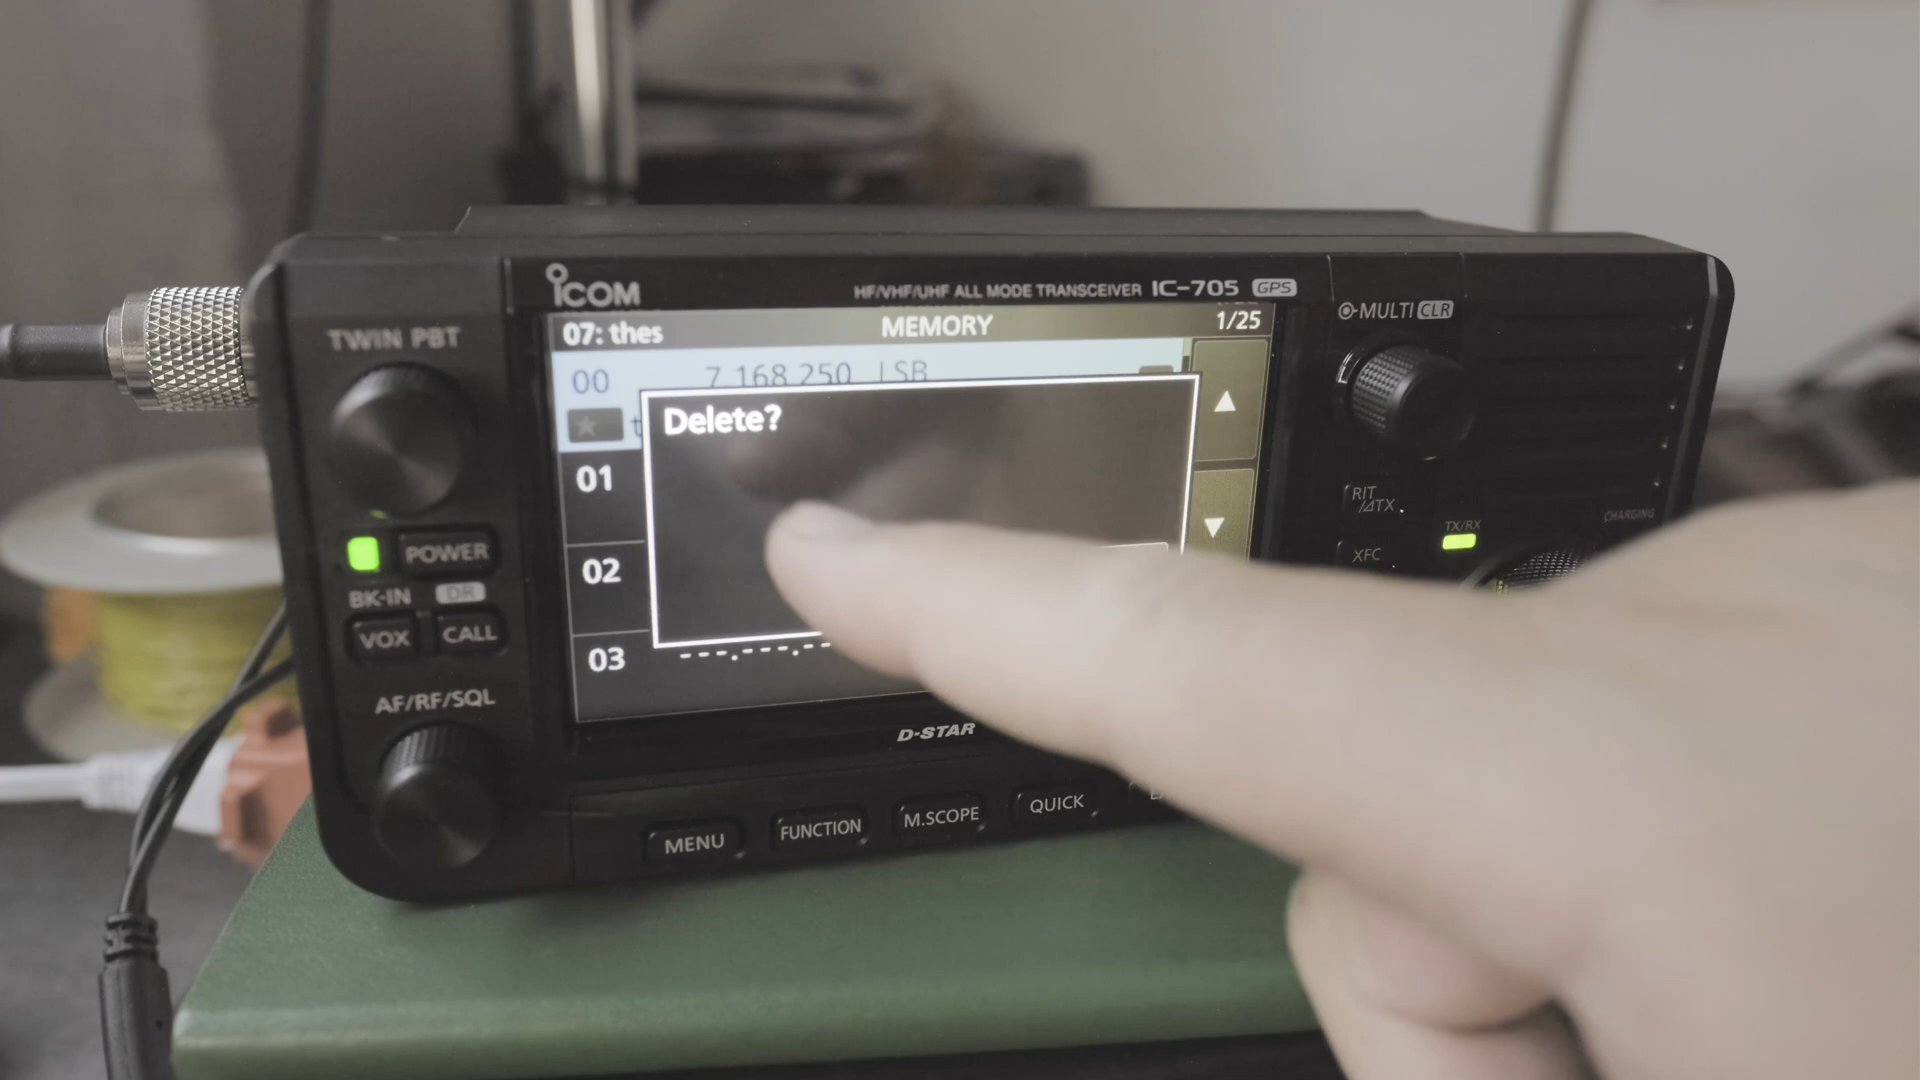 ICOM
HF/VHF/UHF ALL MODE TRANSCEIVER IC-705 GPS
TWIN PBT
07: thes MEMORY 1/25
MULTI CLR
00 7.168.250 LSB
Delete?
01
RIT
/⊿TX
CHARGING
TX/RX
POWER
XFC
02
BK-IN DR
VOX CALL
03 ---.---.--
AF/RF/SQL
D-STAR
MENU FUNCTION M.SCOPE QUICK